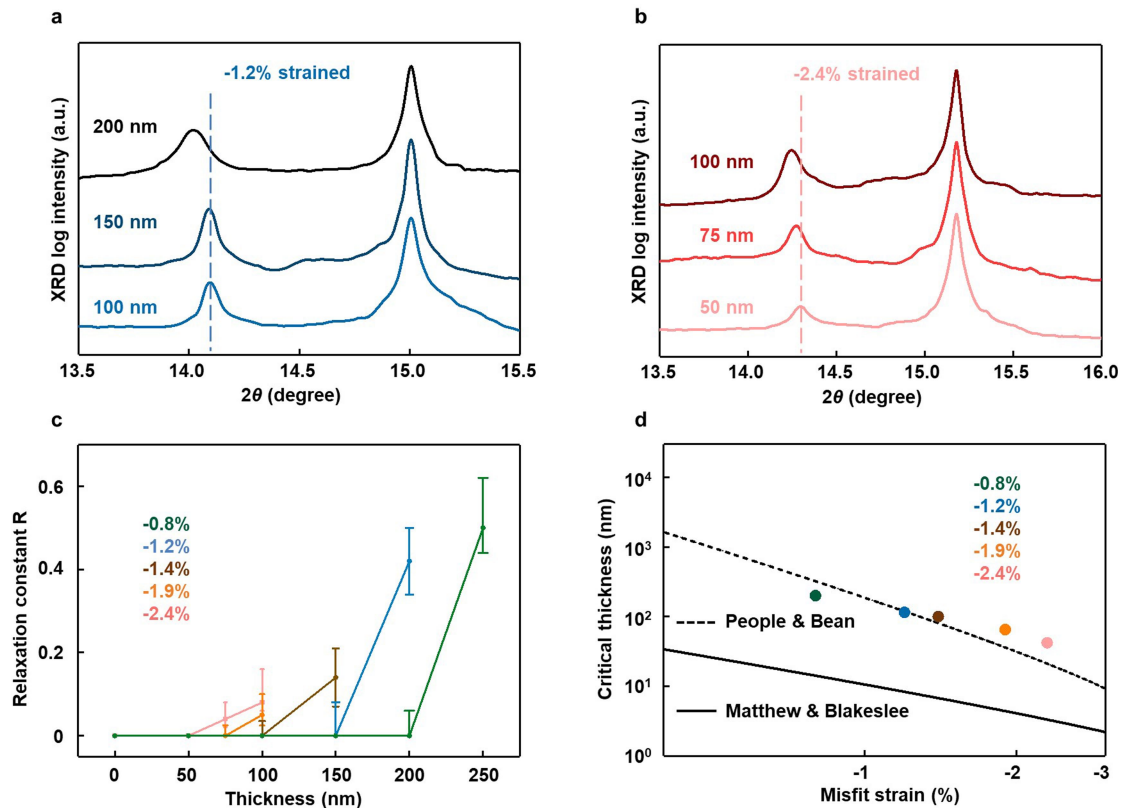 a
XRD log intensity (a.u.)
-1.2% strained
200 nm
150 nm
100 nm
13.5 14.0 14.5 15.0 15.5
2θ (degree)
b
XRD log intensity (a.u.)
-2.4% strained
100 nm
75 nm
50 nm
13.5 14.0 14.5 15.0 15.5 16.0
2θ (degree)
c
Relaxation constant R
0.6
0.4
0.2
0
-0.8%
-1.2%
-1.4%
-1.9%
-2.4%
0 50 100 150 200 250
Thickness (nm)
d
Critical thickness (nm)
10⁴
10³
10²
10¹
10⁰
-0.8%
-1.2%
-1.4%
-1.9%
-2.4%
People & Bean
Matthew & Blakeslee
-1 -2 -3
Misfit strain (%)